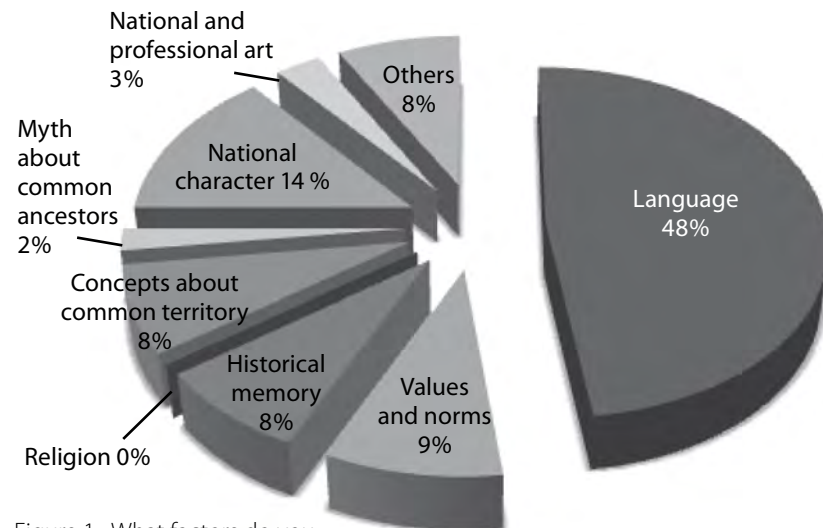 National and
professional art
3%
Others
8%
Myth
about
common
ancestors
2%
National
character 14 %
Language
48%
Concepts about
common territory
8%
Historical
memory
8%
Values
and norms
9%
Religion 0%
Figure 1. What factors do you